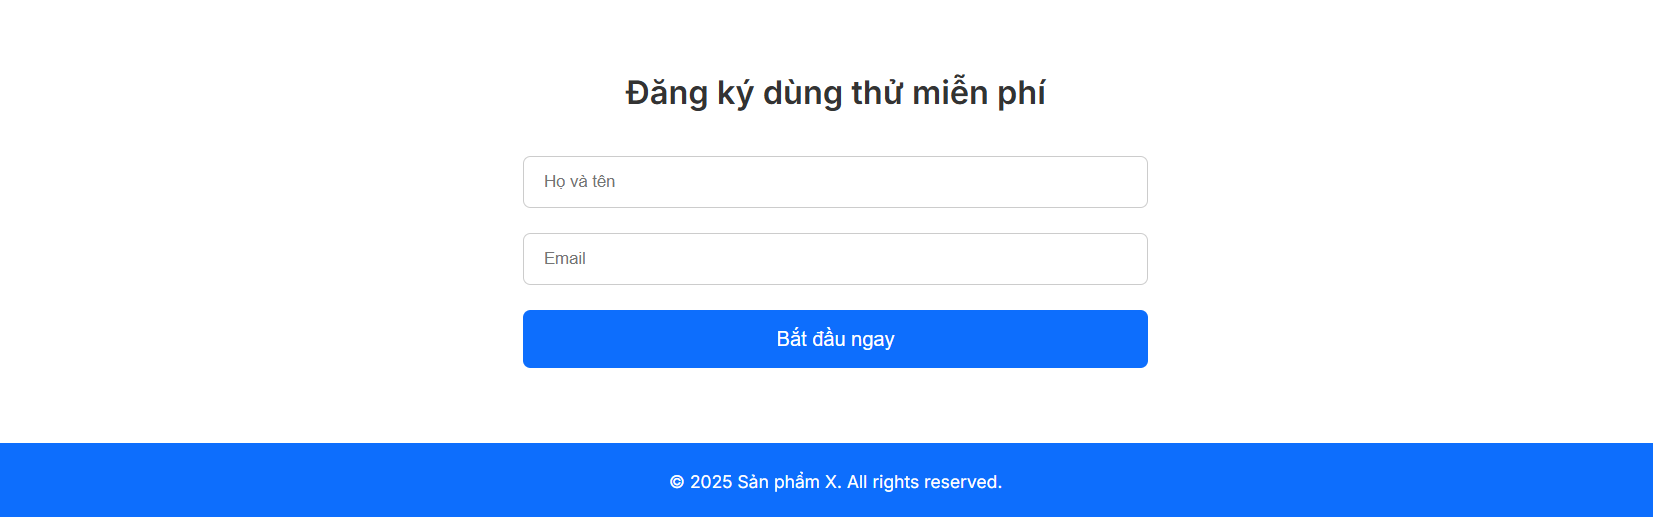 Đăng ký dùng thử miễn phí
Họ và tên
Email
Bắt đầu ngay
© 2025 Sản phẩm X. All rights reserved.